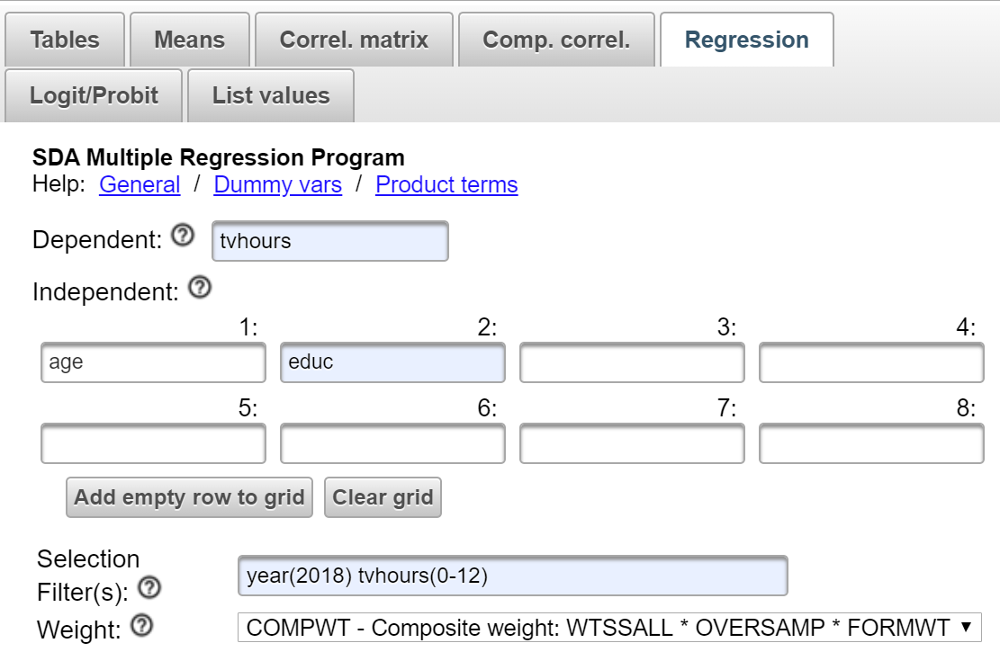 Tables Means Correl. matrix Comp. correl. Regression
Logit/Probit List values
SDA Multiple Regression Program
Help: General / Dummy vars / Product terms
Dependent: ? tvhours
Independent: ?
1: 2: 3: 4:
age educ
5: 6: 7: 8:
Add empty row to grid Clear grid
Selection
Filter(s): ? year(2018) tvhours(0-12)
Weight: ? COMPWT - Composite weight: WTSSALL * OVERSAMP * FORMWT ▼